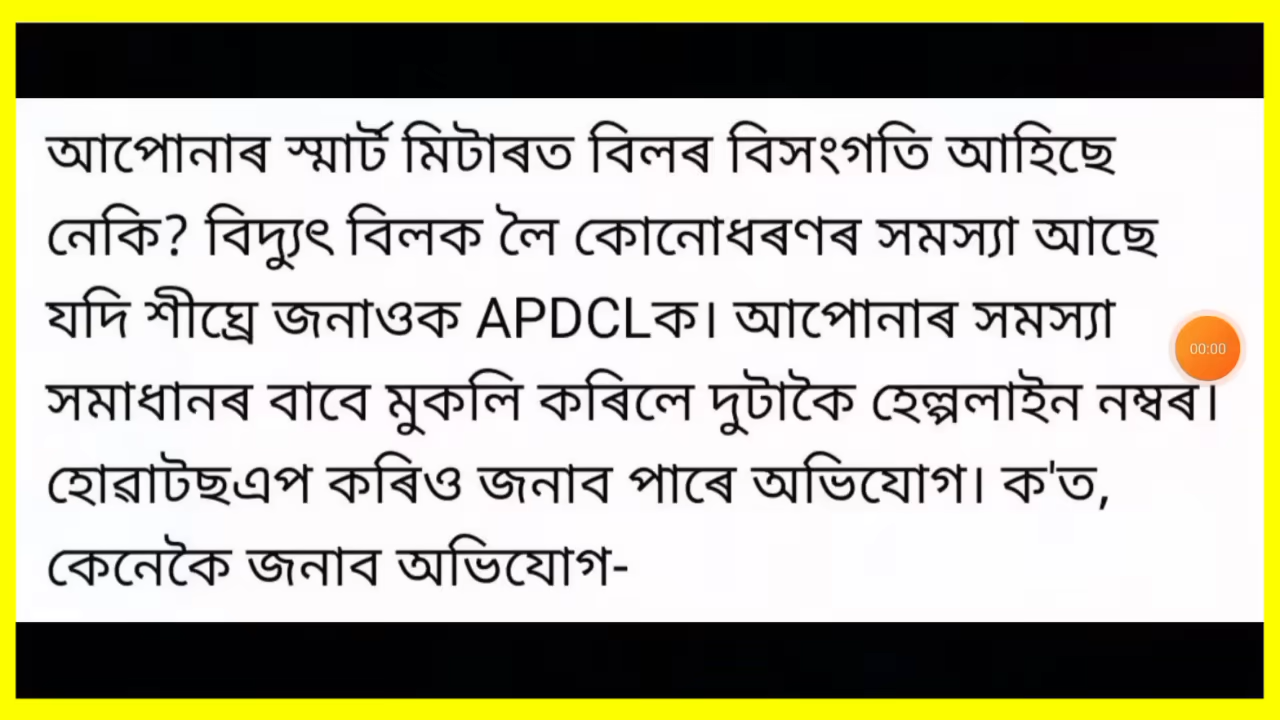 আপোনাৰ স্মাৰ্ট মিটাৰত বিলৰ বিসংগতি আহিছে
নেকি? বিদ্যুৎ বিলক লৈ কোনোধৰণৰ সমস্যা আছে
যদি শীঘ্ৰে জনাওক APDCLক। আপোনাৰ সমস্যা
00:00
সমাধানৰ বাবে মুকলি কৰিলে দুটাকৈ হেল্পলাইন নম্বৰ।
হোৱাটছএপ কৰিও জনাব পাৰে অভিযোগ। ক'ত,
কেনেকৈ জনাব অভিযোগ-